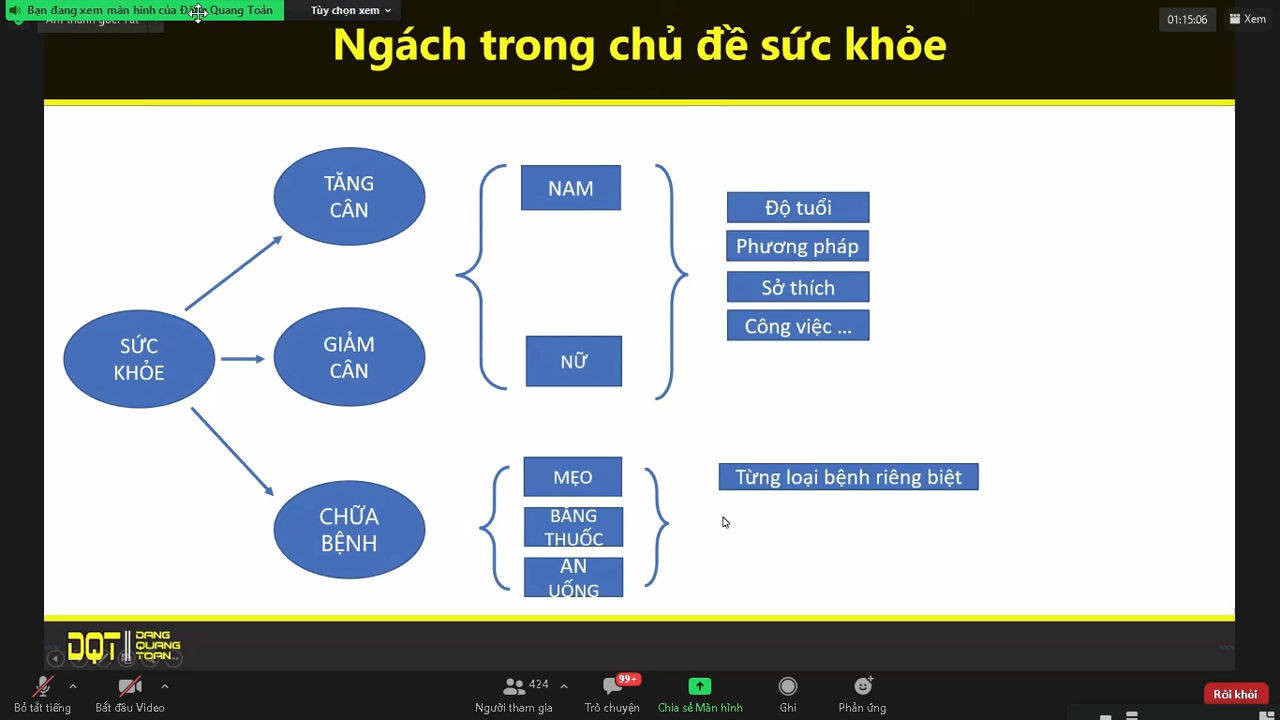 Bạn đang xem màn hình của Đặng Quang Toản
Tùy chọn xem
01:15:06
Xem
Ngách trong chủ đề sức khỏe
TĂNG
CÂN
NAM
Độ tuổi
Phương pháp
Sở thích
Công việc ...
SỨC
KHỎE
GIẢM
CÂN
NỮ
CHỮA
BỆNH
MẸO
BẰNG
THUỐC
ĂN
UỐNG
Từng loại bệnh riêng biệt
DQT
DANG
QUANG
TOAN
Bỏ tắt tiếng
Bắt đầu Video
424
Người tham gia
99+
Trò chuyện
Chia sẻ Màn hình
Ghi
Phản ứng
Rời khỏi